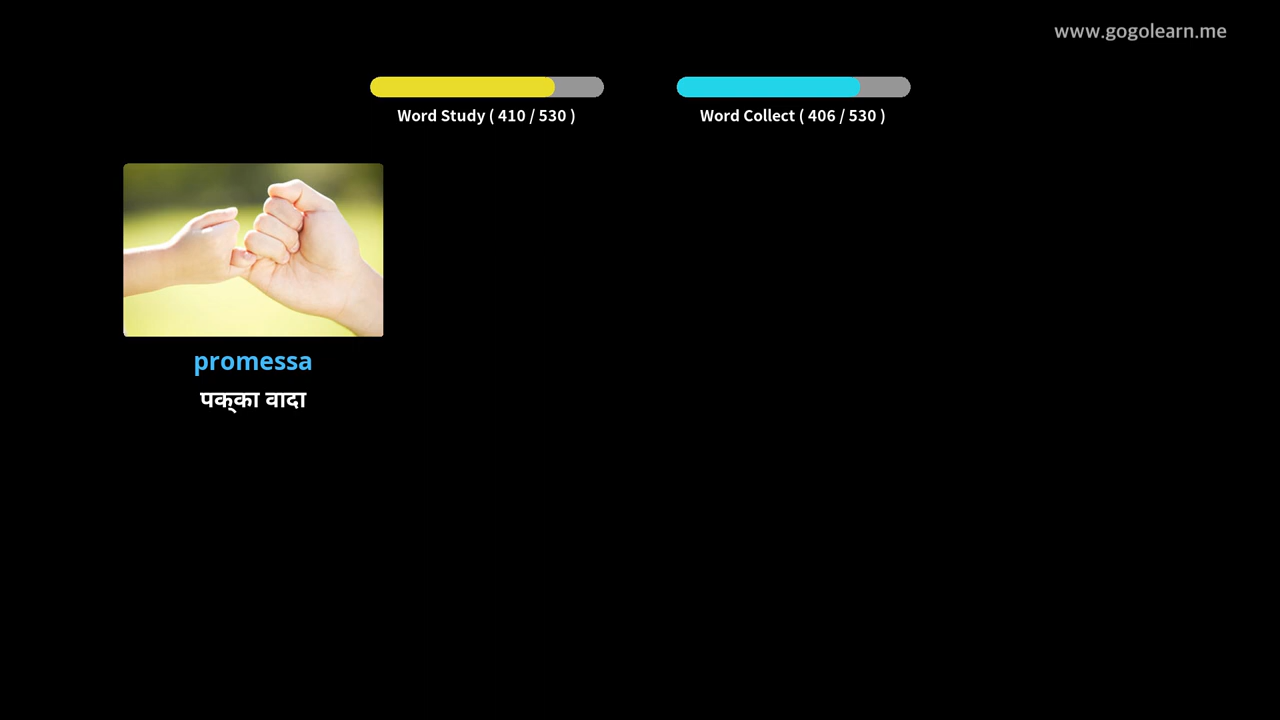 www.gogolearn.me
Word Study ( 410 / 530 )
Word Collect ( 406 / 530 )
promessa
पक्‌का वादा